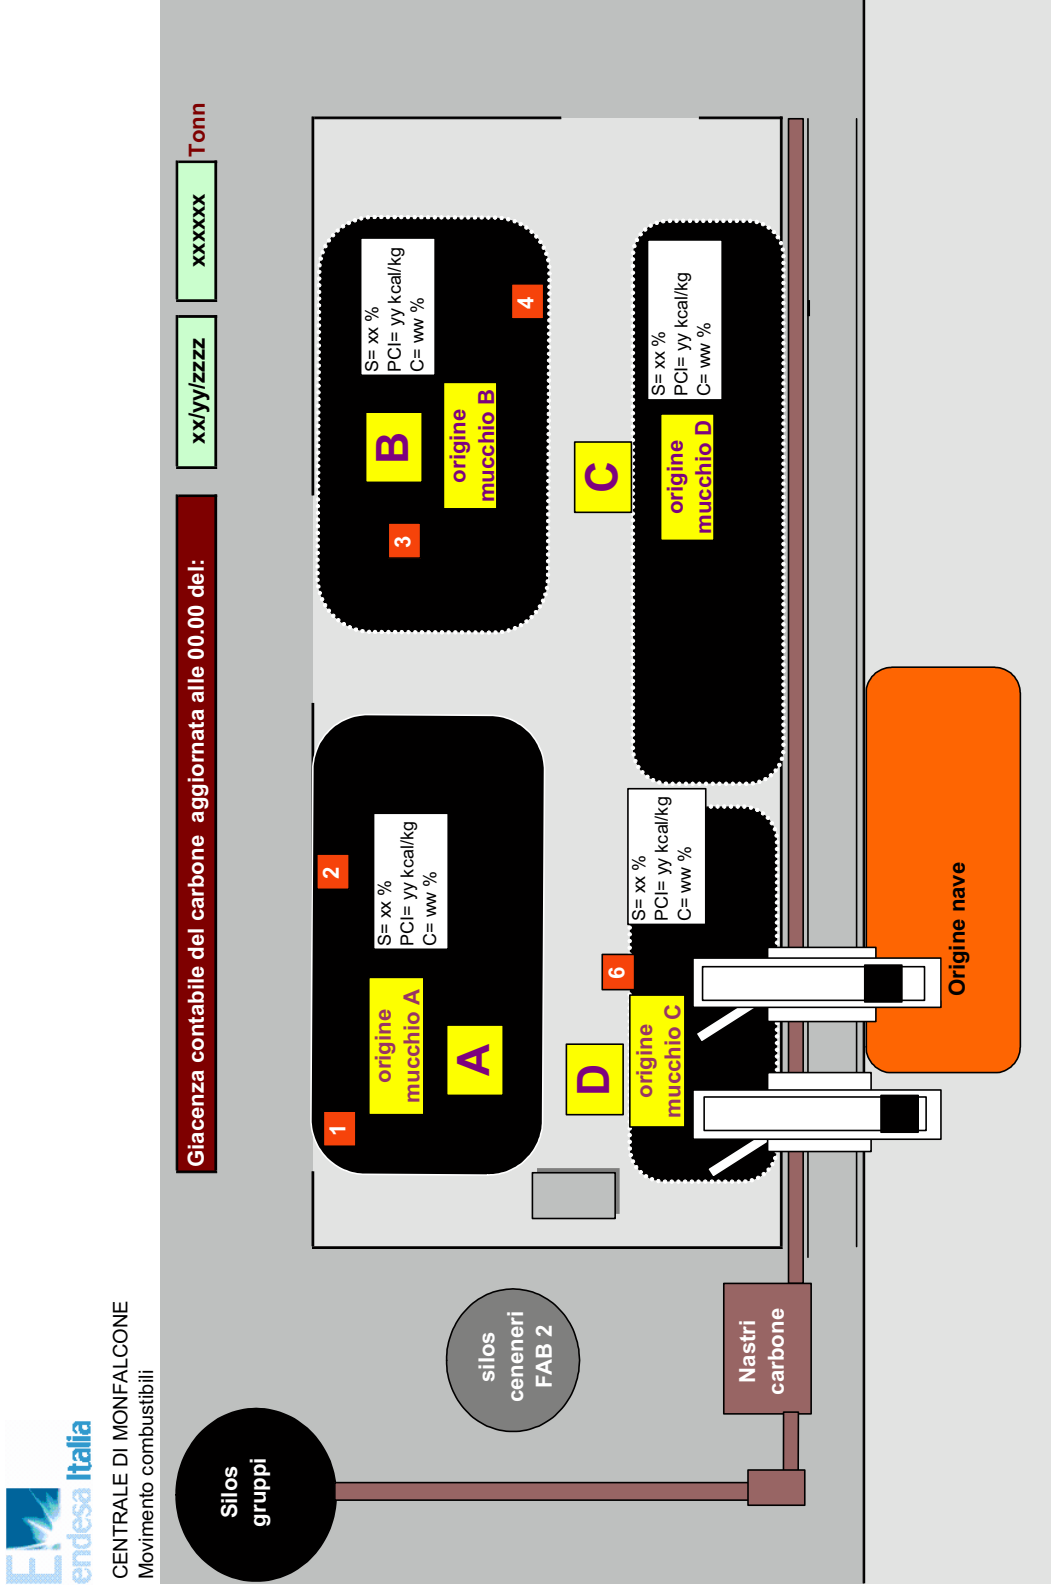 E
endesa Italia
CENTRALE DI MONFALCONE
Movimento combustibili
Giacenza contabile del carbone aggiornata alle 00.00 del:
xx/yy/zzzz
xxxxxx
Tonn
1
2
origine
mucchio A
A
S= xx %
PCI= yy kcal/kg
C= ww %
3
B
origine
mucchio B
S= xx %
PCI= yy kcal/kg
C= ww %
4
D
6
origine
mucchio C
S= xx %
PCI= yy kcal/kg
C= ww %
C
origine
mucchio D
S= xx %
PCI= yy kcal/kg
C= ww %
Silos
gruppi
silos
ceneneri
FAB 2
Nastri
carbone
Origine nave